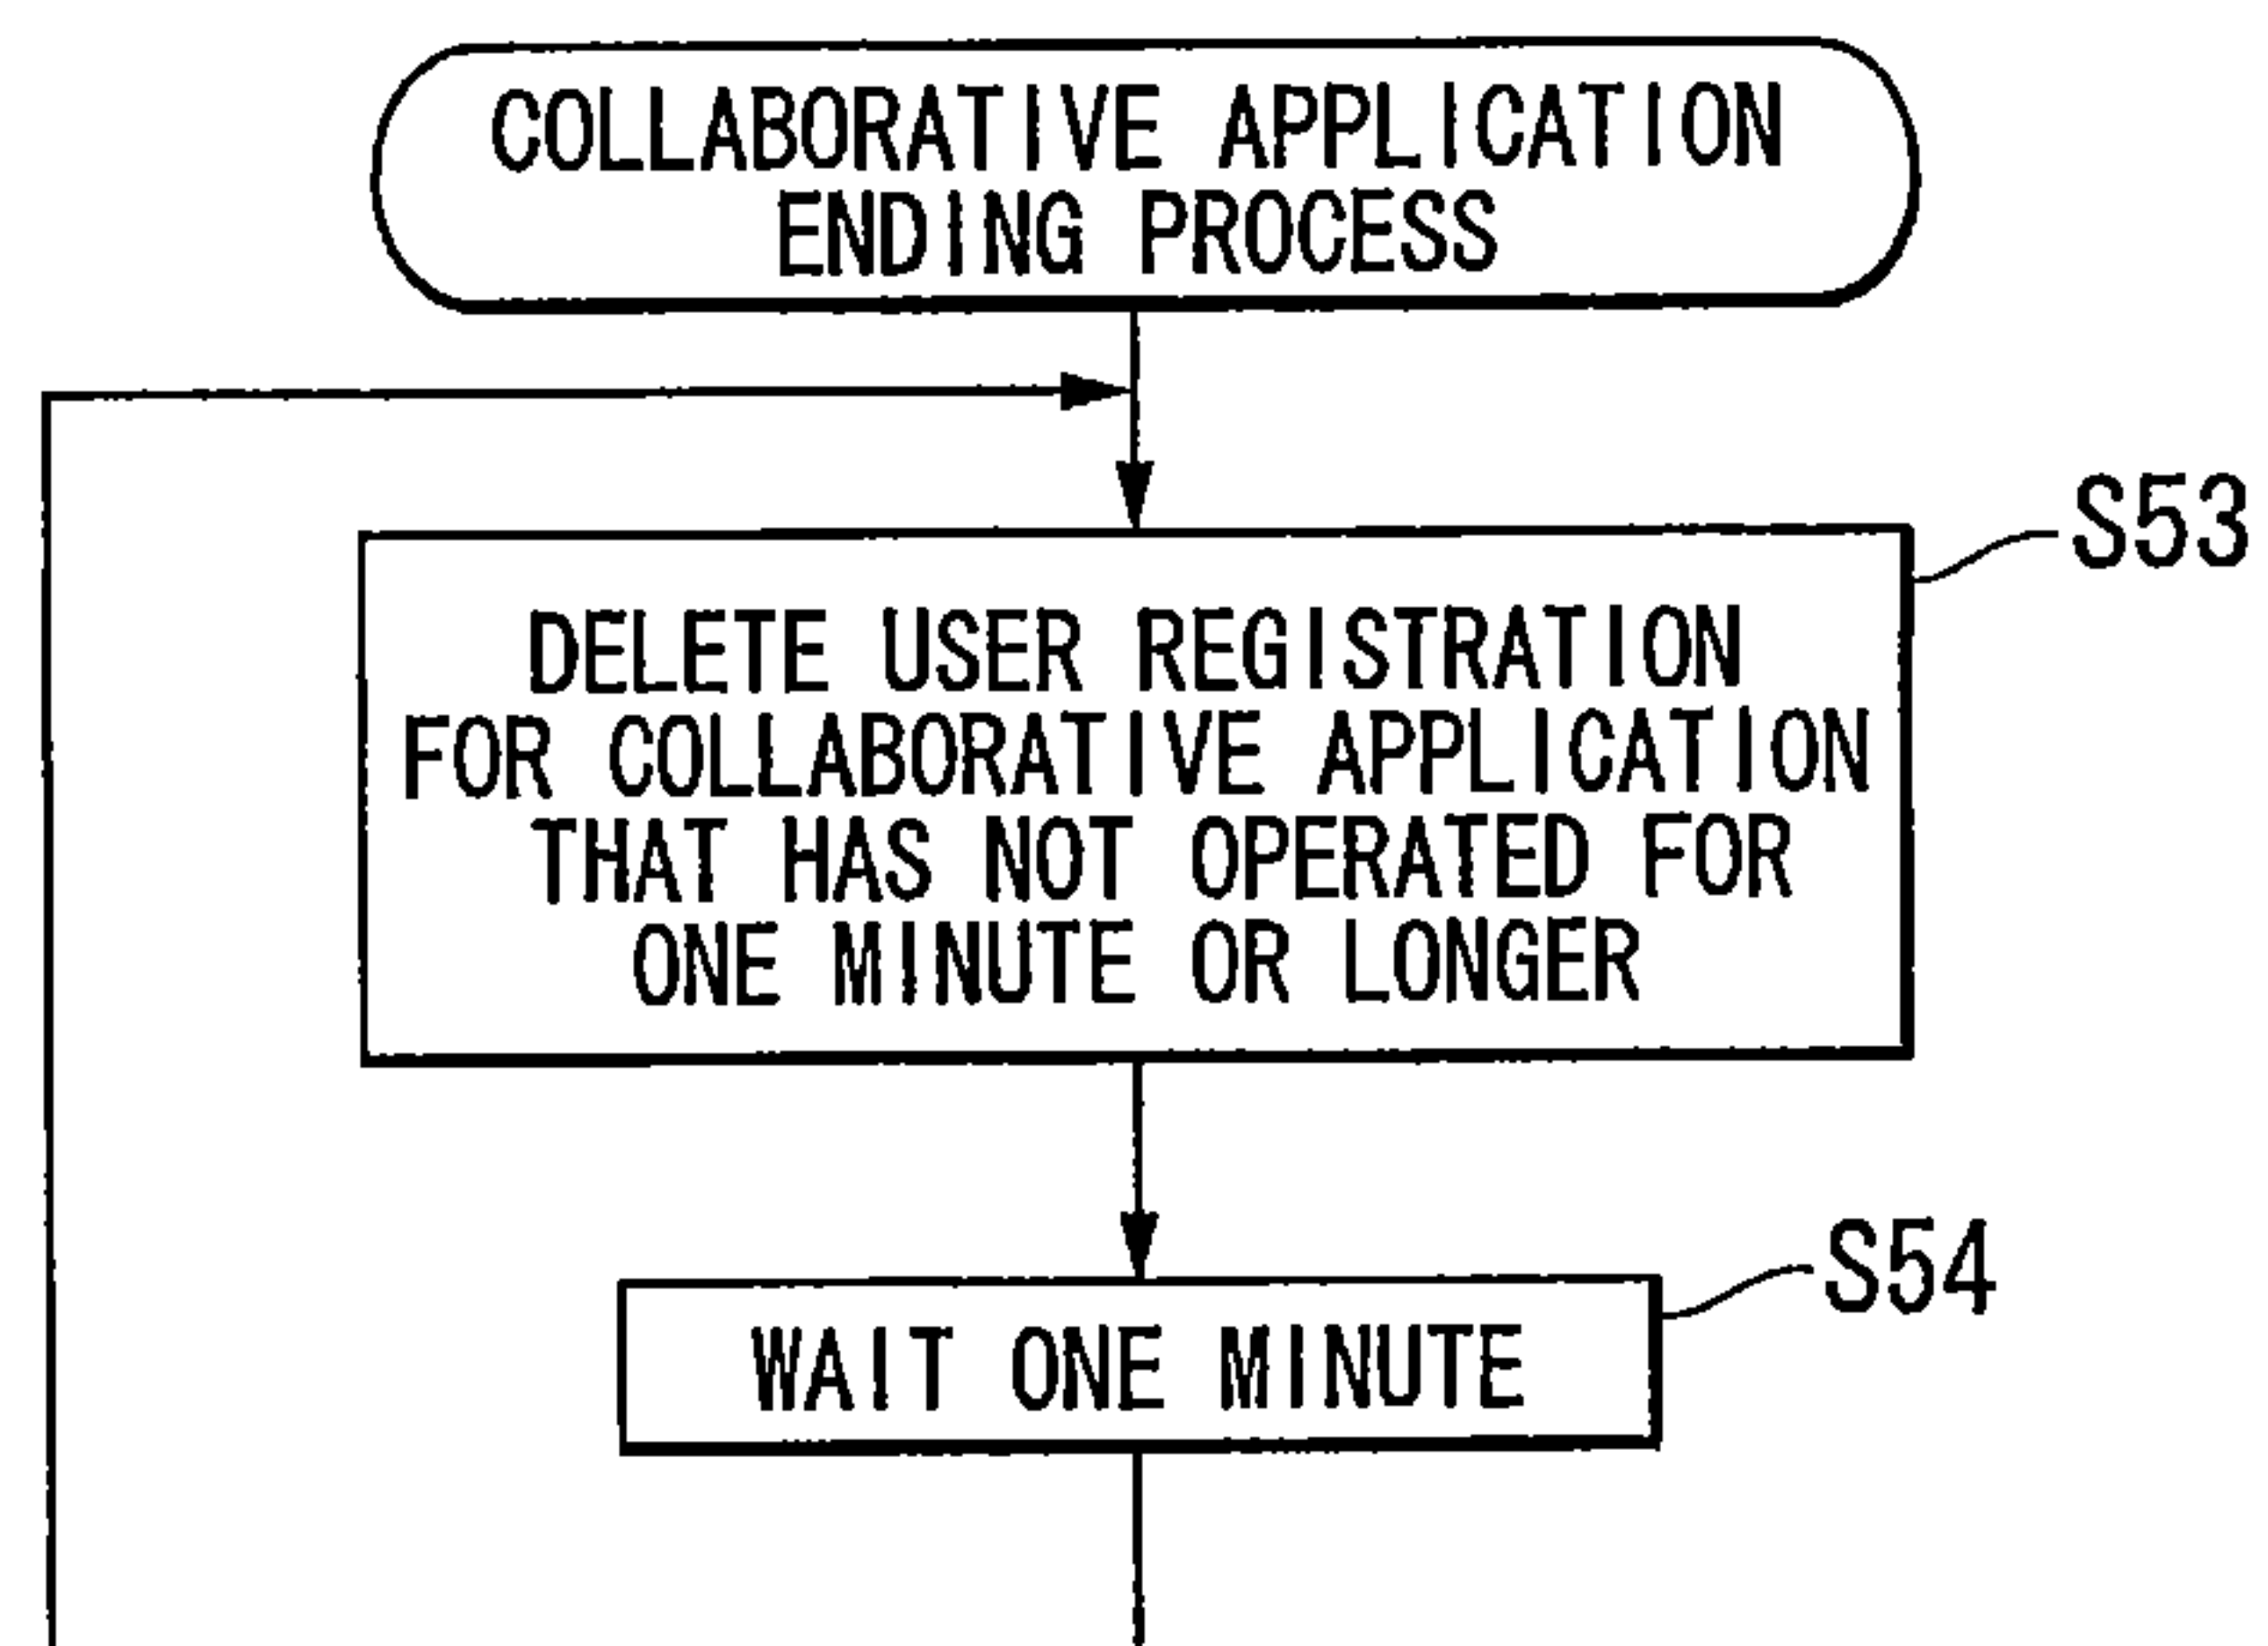 COLLABORATIVE APPLICATION
ENDING PROCESS
S53
DELETE USER REGISTRATION
FOR COLLABORATIVE APPLICATION
THAT HAS NOT OPERATED FOR
ONE MINUTE OR LONGER
S54
WAIT ONE MINUTE